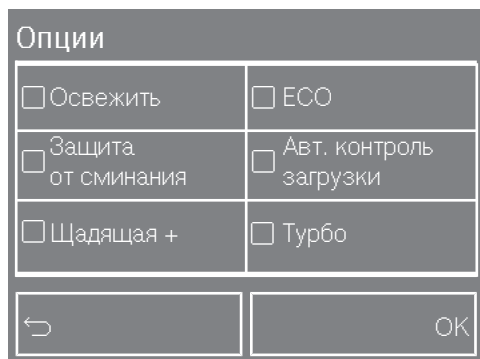 Опции
Освежить
ECO
Защита
от сминания
Авт. контроль
загрузки
Щадящая +
Турбо
OK